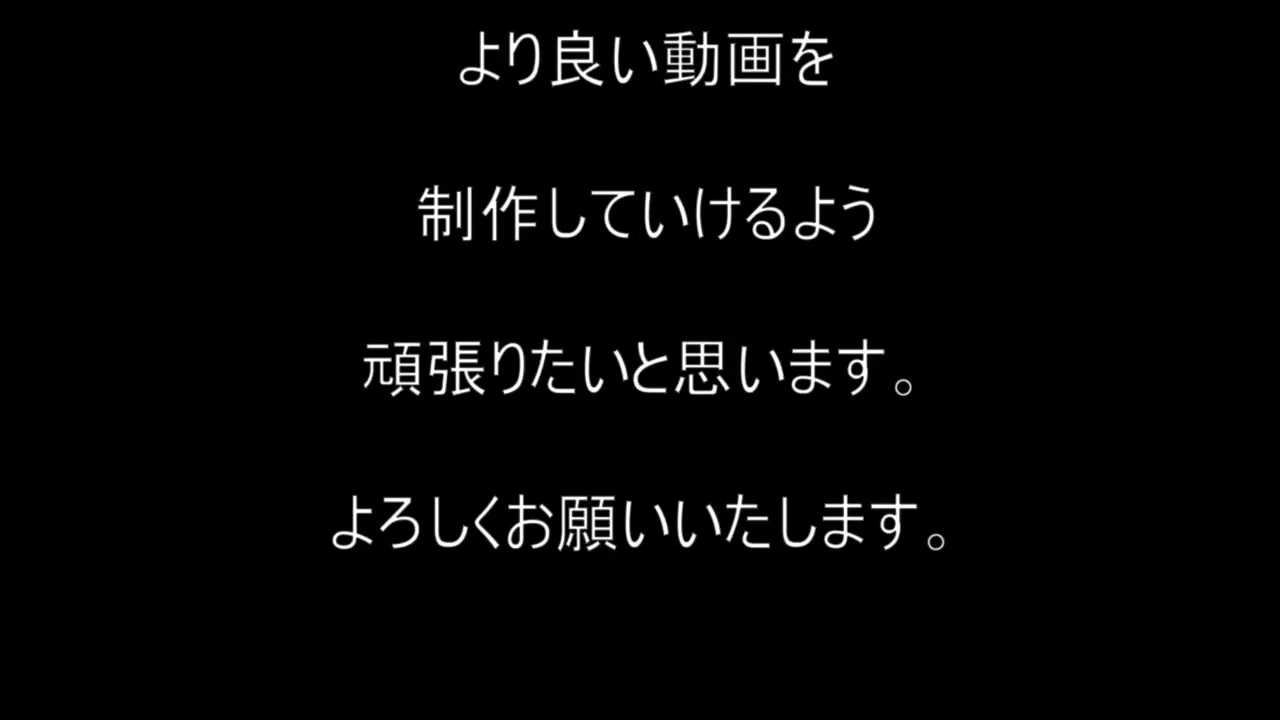 より良い動画を
制作していけるよう
頑張りたいと思います。
よろしくお願いいたします。